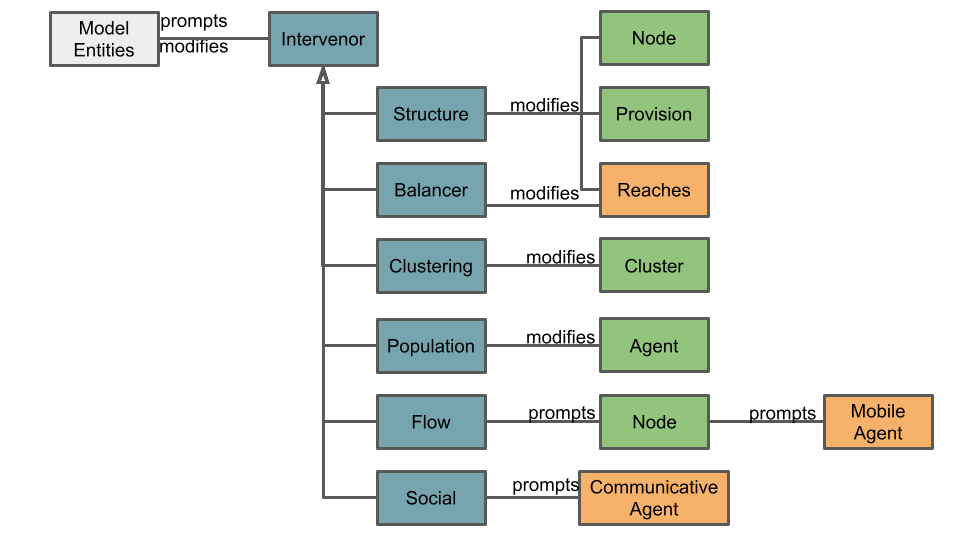 Model
Entities
prompts
modifies
Intervenor
Node
Structure
modifies
Provision
Balancer
modifies
Reaches
Clustering
modifies
Cluster
Population
modifies
Agent
Flow
prompts
Node
prompts
Mobile
Agent
Social
prompts
Communicative
Agent